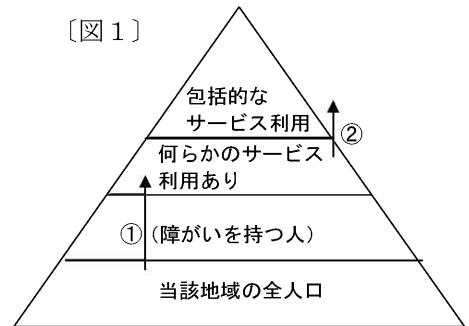 〔図１〕
包括的な
サービス利用
②
何らかのサービス
利用あり
① (障がいを持つ人)
当該地域の全人口